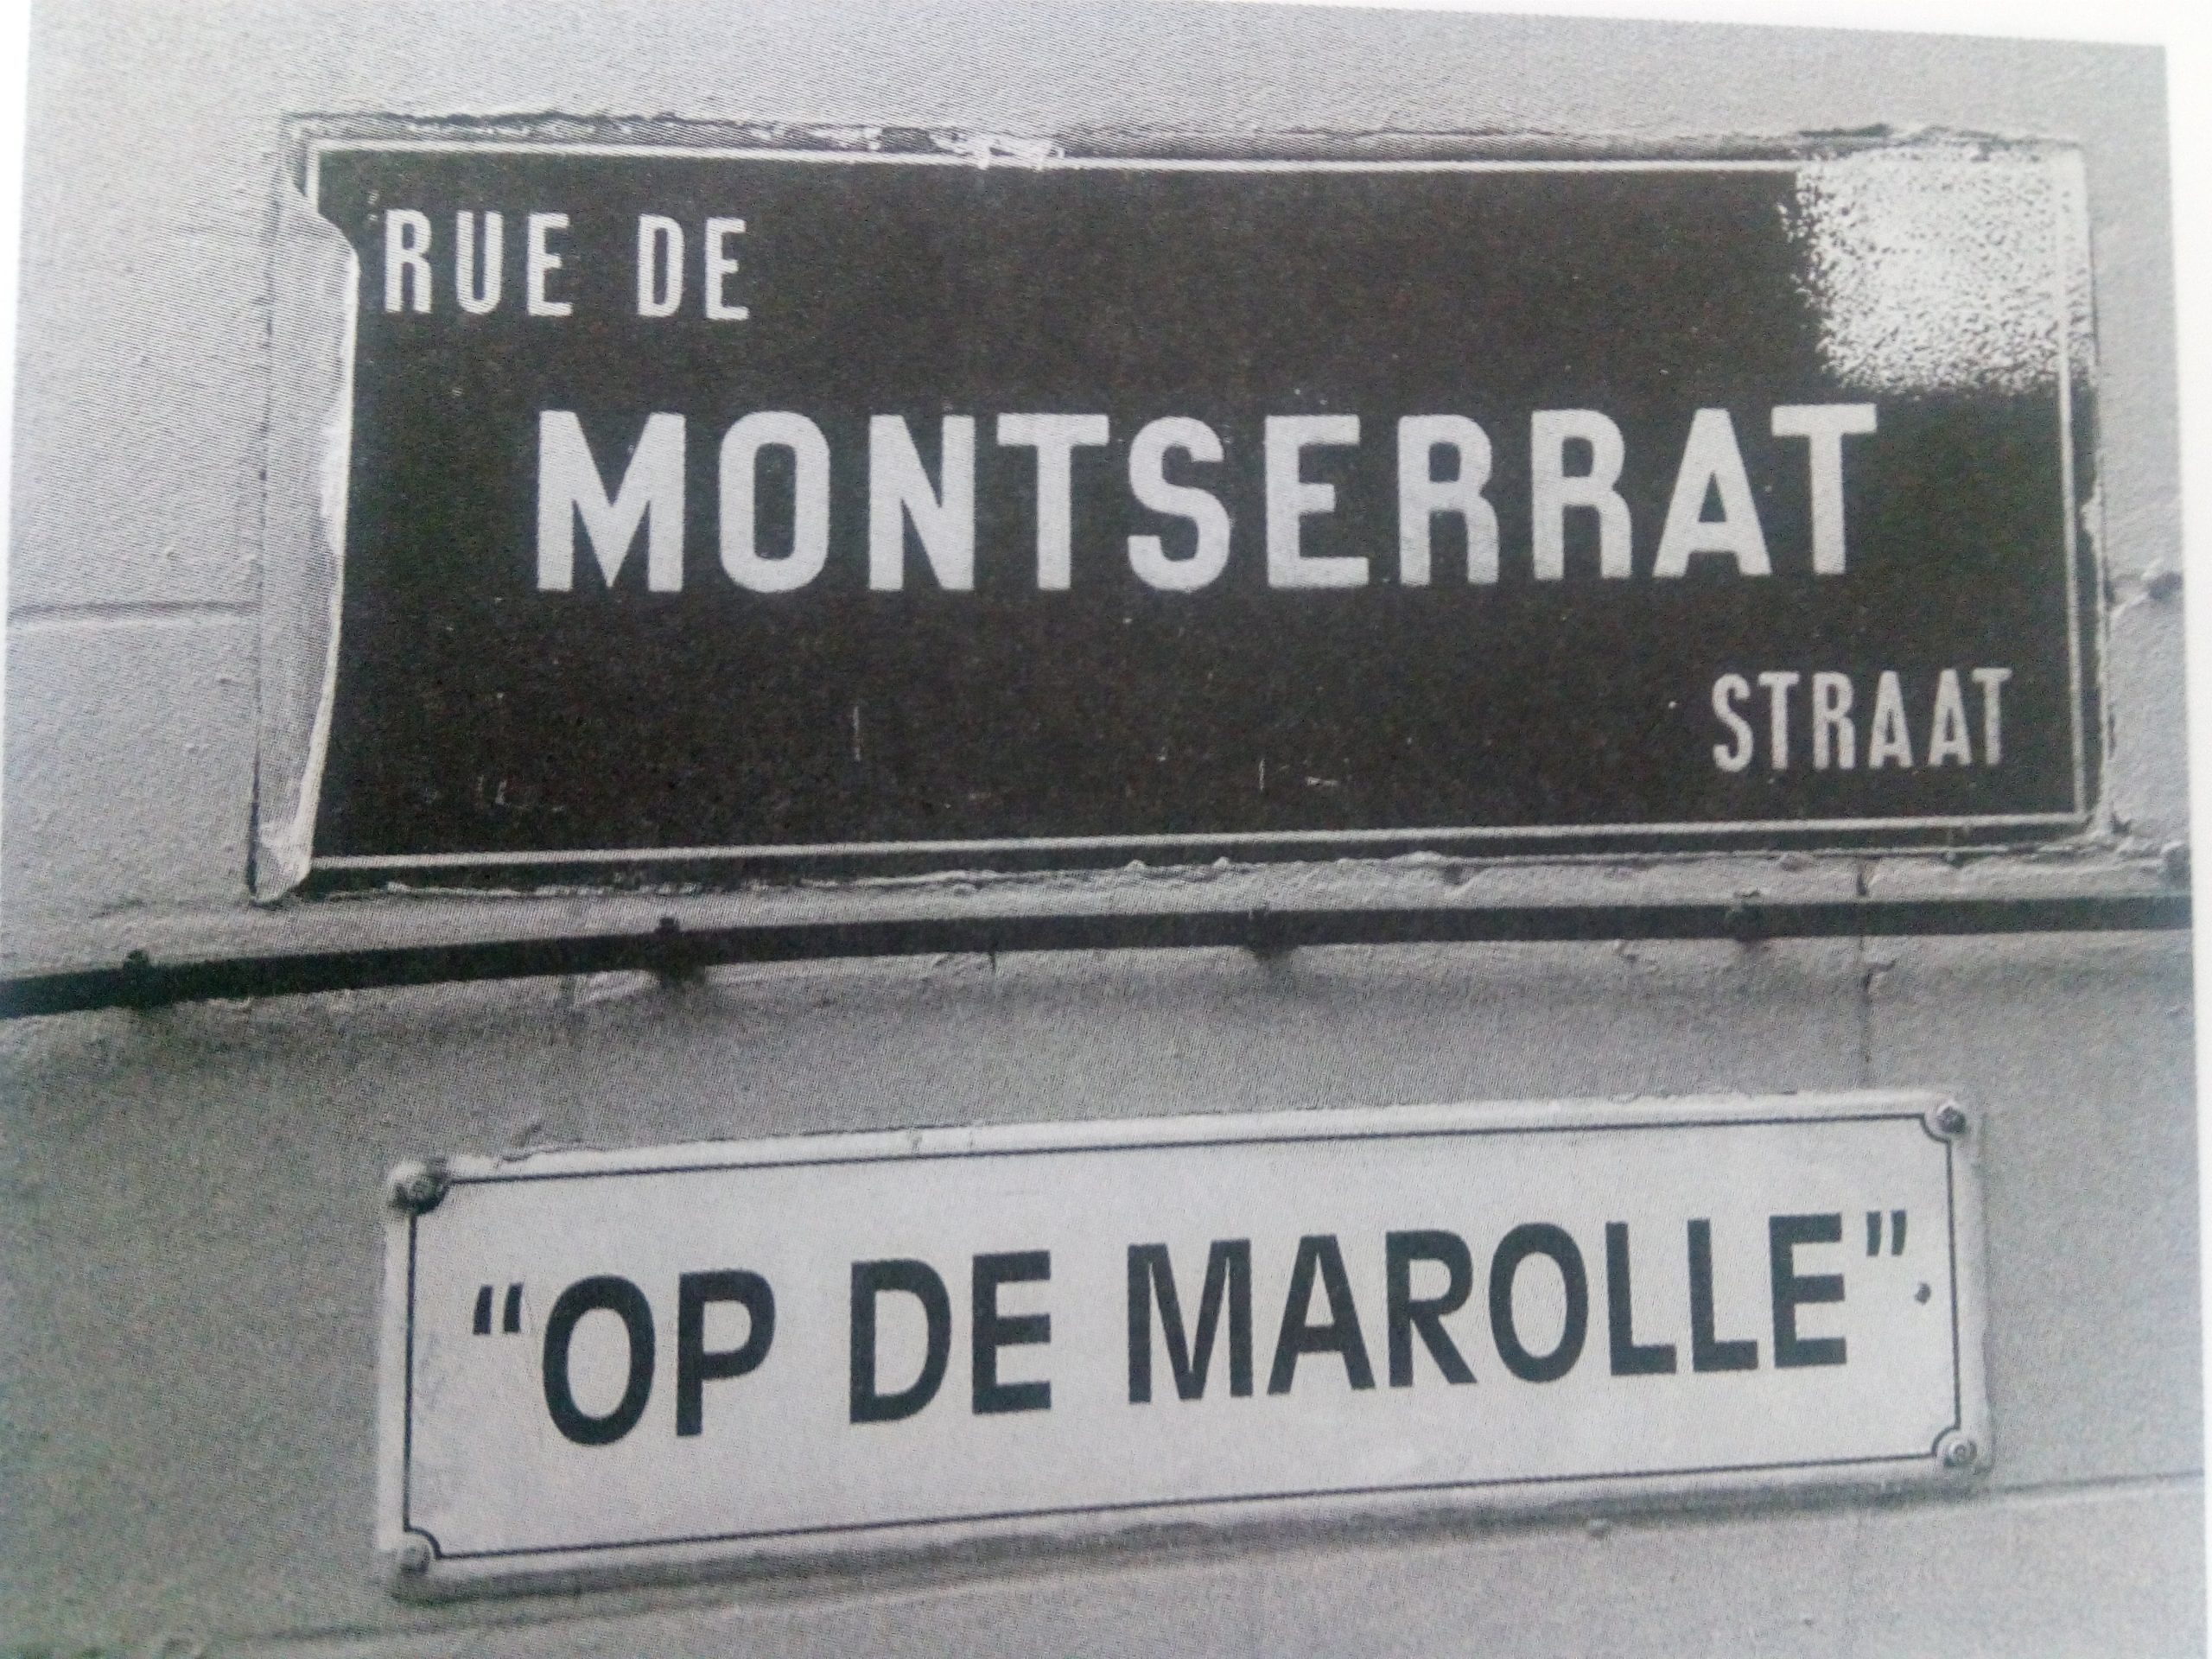 RUE DE
MONTSERRAT
STRAAT
“OP DE MAROLLE”